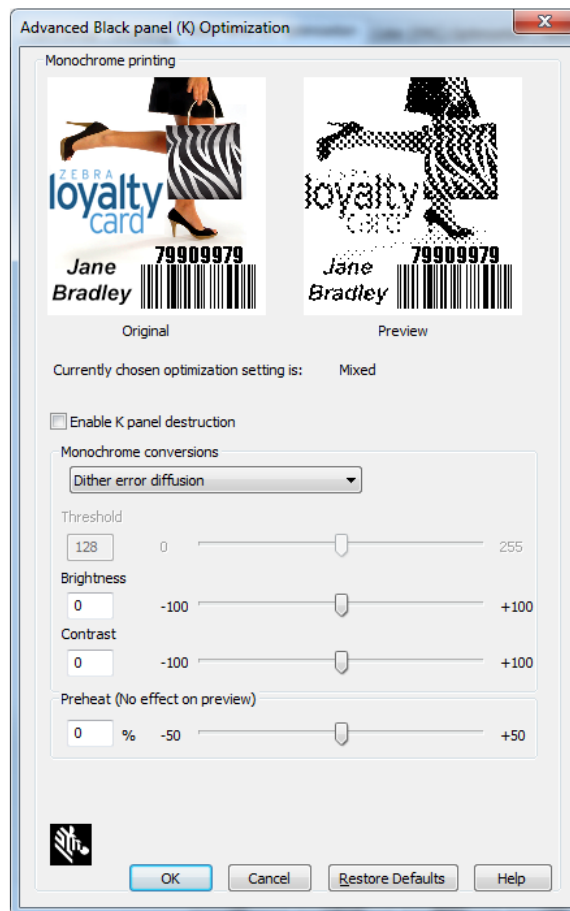 Advanced Black panel (K) Optimization
Monochrome printing
ZEBRA
loyalty
card
79909979
Jane
Bradley
loyalty
card
79909979
Jane
Bradley
Original
Preview
Currently chosen optimization setting is: Mixed
Enable K panel destruction
Monochrome conversions
Dither error diffusion
Threshold
128 0 255
Brightness
0 -100 +100
Contrast
0 -100 +100
Preheat (No effect on preview)
0 % -50 +50
OK Cancel Restore Defaults Help